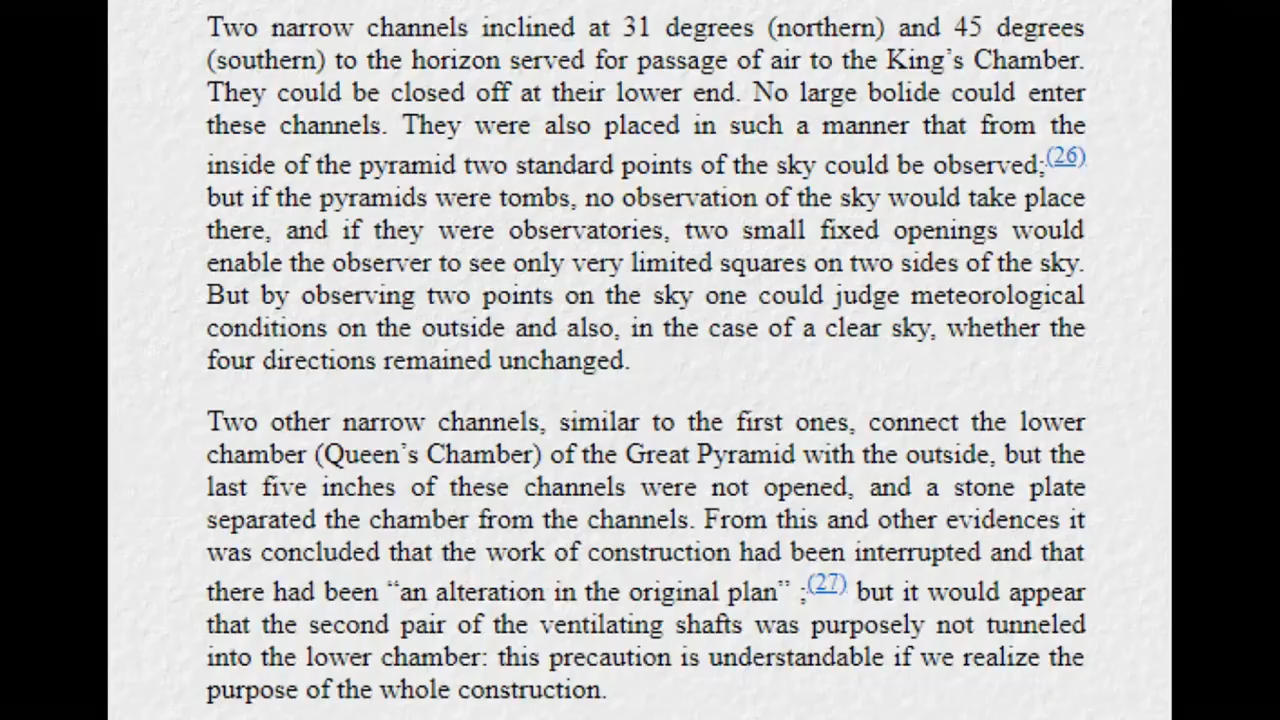 Two narrow channels inclined at 31 degrees (northern) and 45 degrees
(southern) to the horizon served for passage of air to the King’s Chamber.
They could be closed off at their lower end. No large bolide could enter
these channels. They were also placed in such a manner that from the
inside of the pyramid two standard points of the sky could be observed;(26)
but if the pyramids were tombs, no observation of the sky would take place
there, and if they were observatories, two small fixed openings would
enable the observer to see only very limited squares on two sides of the sky.
But by observing two points on the sky one could judge meteorological
conditions on the outside and also, in the case of a clear sky, whether the
four directions remained unchanged.
Two other narrow channels, similar to the first ones, connect the lower
chamber (Queen’s Chamber) of the Great Pyramid with the outside, but the
last five inches of these channels were not opened, and a stone plate
separated the chamber from the channels. From this and other evidences it
was concluded that the work of construction had been interrupted and that
there had been “an alteration in the original plan” ;(27) but it would appear
that the second pair of the ventilating shafts was purposely not tunneled
into the lower chamber: this precaution is understandable if we realize the
purpose of the whole construction.